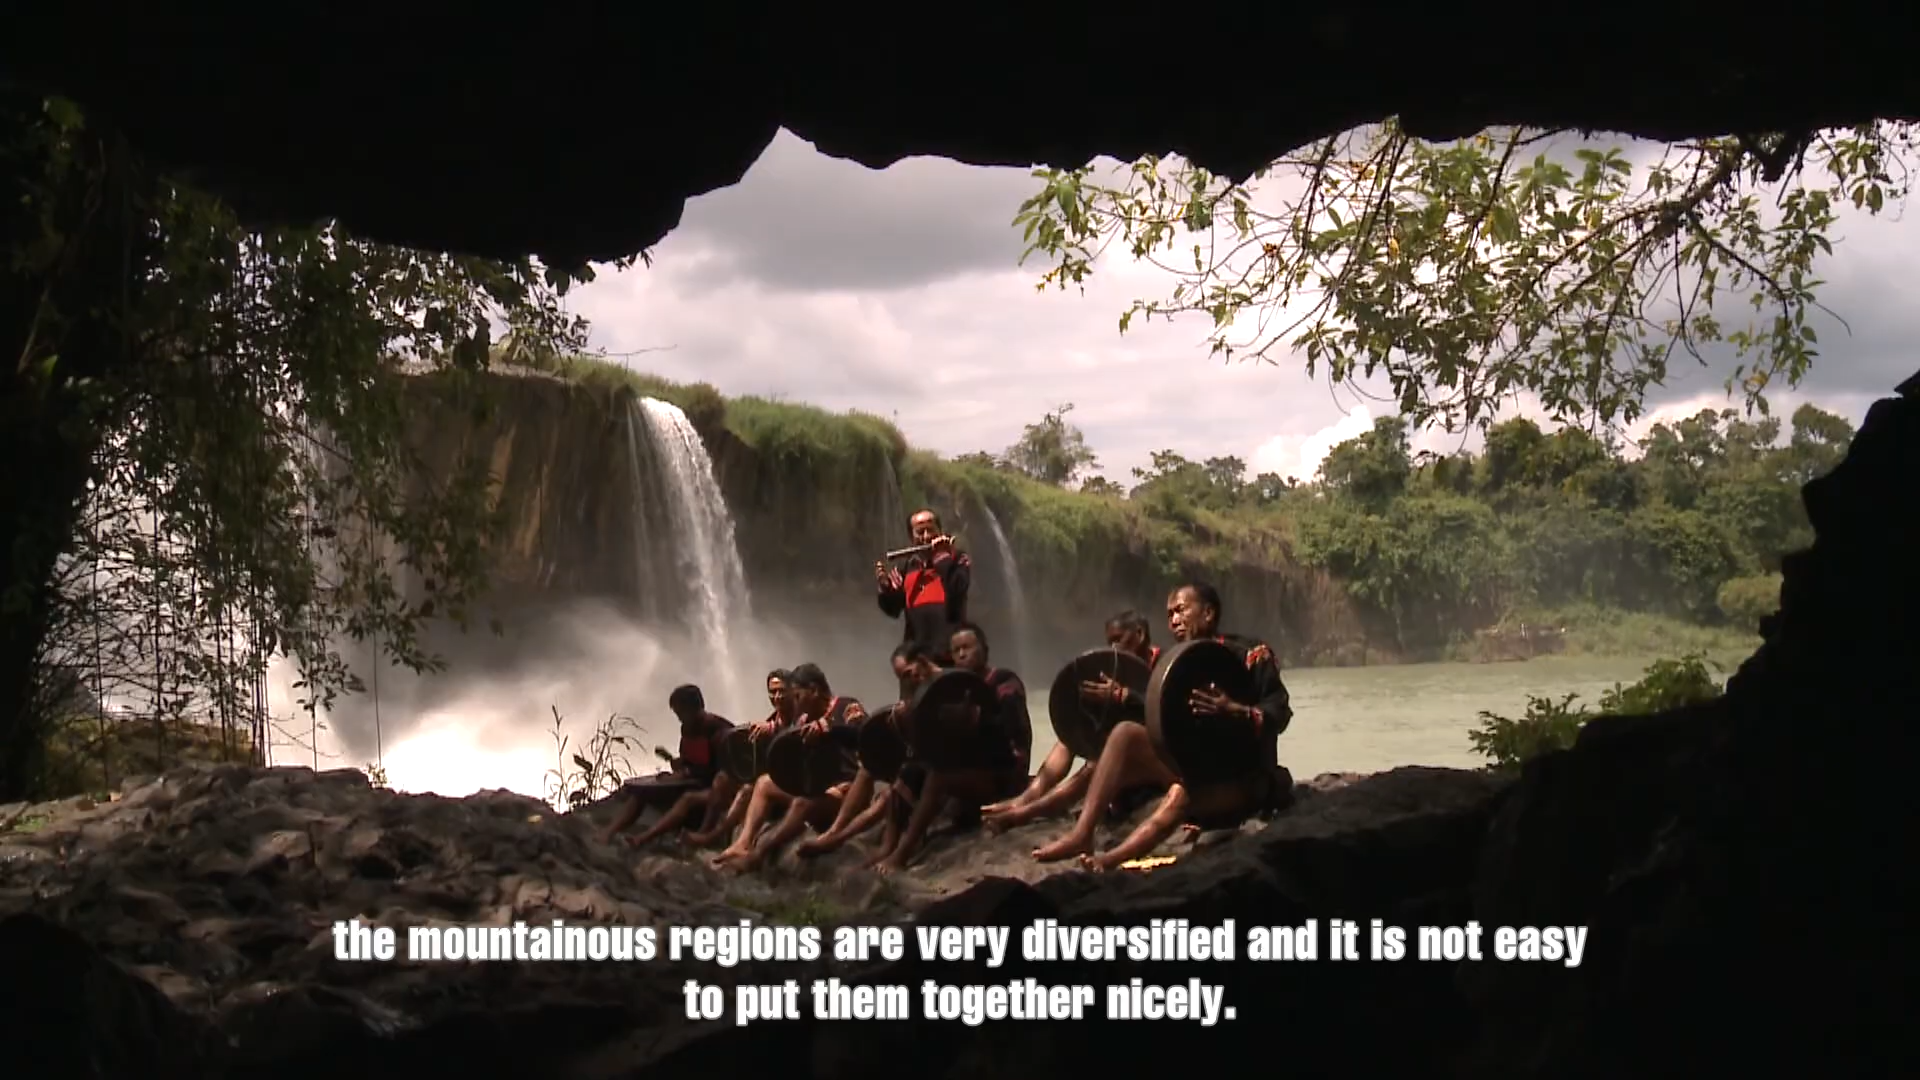 the mountainous regions are very diversified and it is not easy
to put them together nicely.